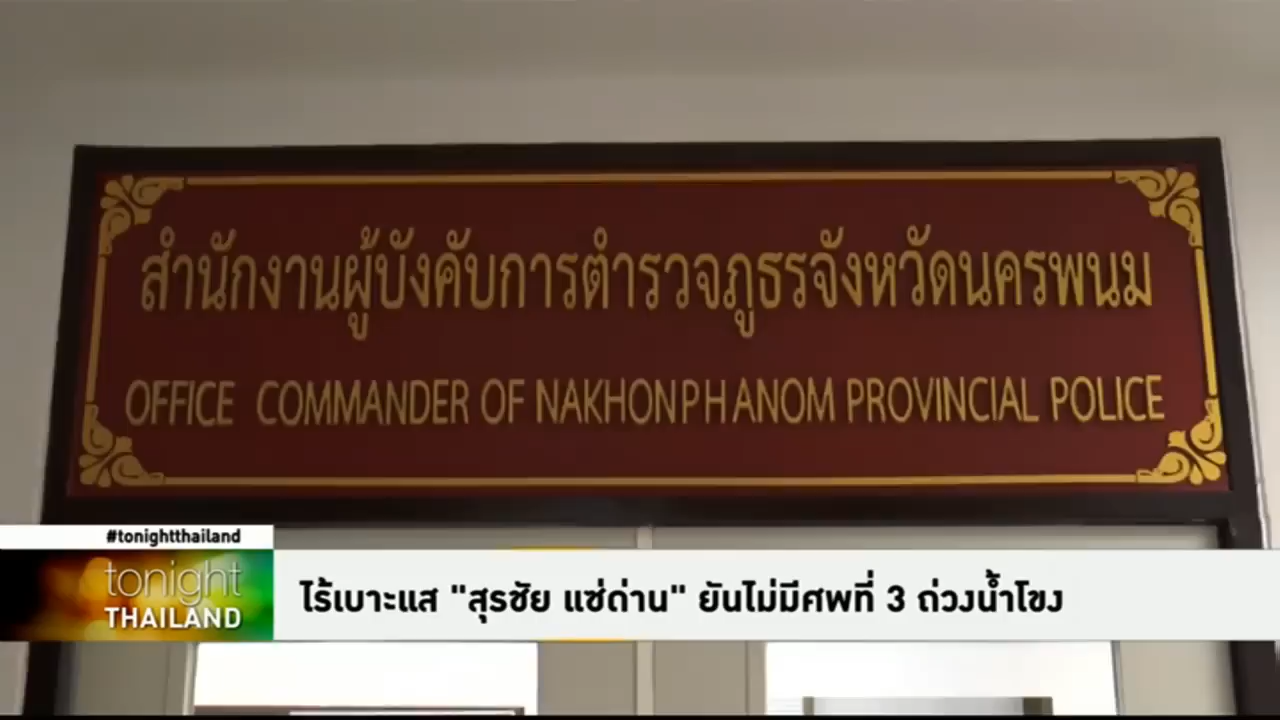 สำนักงานผู้บังคับการตำรวจภูธรจังหวัดนครพนม
OFFICE COMMANDER OF NAKHONPHANOM PROVINCIAL POLICE
#tonightthailand
tonight
THAILAND
ไร้เบาะแส "สุรชัย แซ่ด่าน" ยันไม่มีศพที่ 3 ถ่วงน้ำโขง